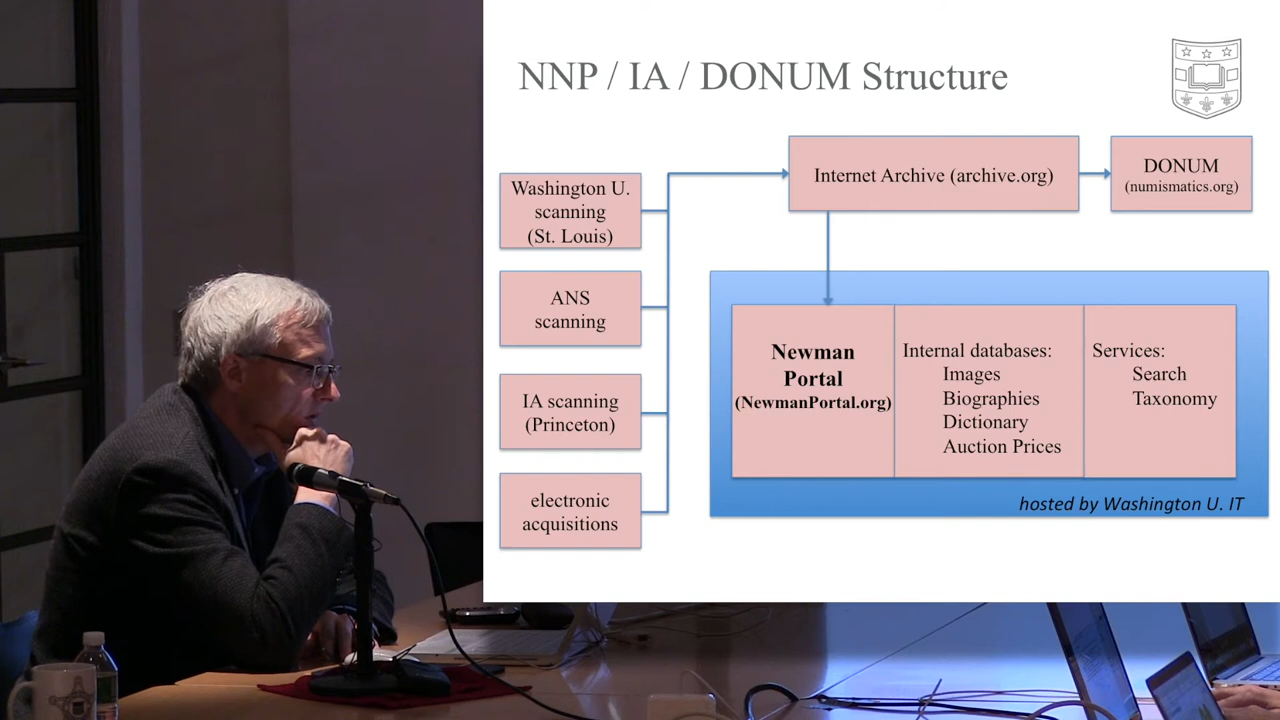 NNP / IA / DONUM Structure
Washington U.
scanning
(St. Louis)
ANS
scanning
IA scanning
(Princeton)
electronic
acquisitions
Internet Archive (archive.org)
DONUM
(numismatics.org)
Newman
Portal
(NewmanPortal.org)
Internal databases:
Images
Biographies
Dictionary
Auction Prices
Services:
Search
Taxonomy
hosted by Washington U. IT